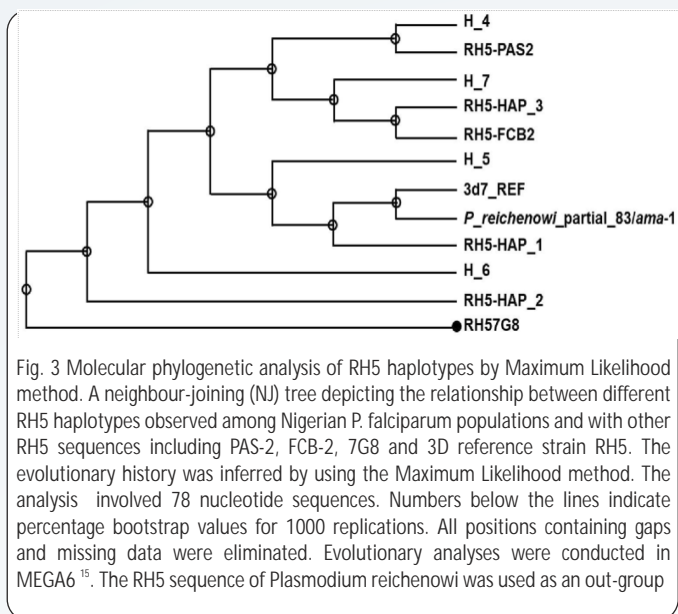 H_4
RH5-PAS2
H_7
RH5-HAP_3
RH5-FCB2
H_5
3d7_REF
P_reichenowi_partial_83/ama-1
RH5-HAP_1
H_6
RH5-HAP_2
RH57G8
Fig. 3 Molecular phylogenetic analysis of RH5 haplotypes by Maximum Likelihood
method. A neighbour-joining (NJ) tree depicting the relationship between different
RH5 haplotypes observed among Nigerian P. falciparum populations and with other
RH5 sequences including PAS-2, FCB-2, 7G8 and 3D reference strain RH5. The
evolutionary history was inferred by using the Maximum Likelihood method. The
analysis involved 78 nucleotide sequences. Numbers below the lines indicate
percentage bootstrap values for 1000 replications. All positions containing gaps
and missing data were eliminated. Evolutionary analyses were conducted in
MEGA6 15. The RH5 sequence of Plasmodium reichenowi was used as an out-group